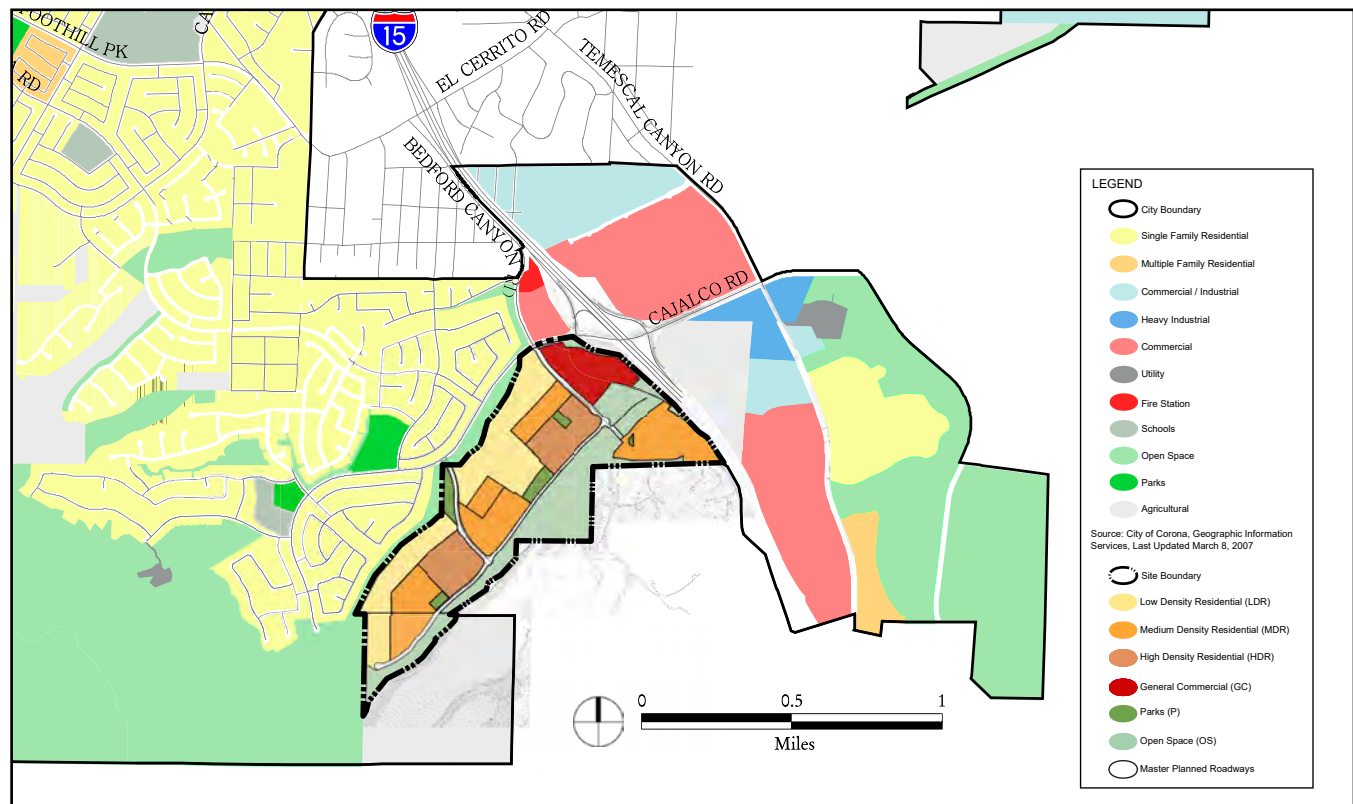 FOOTHILL PK
CA
RD
15
EL CERRITO RD
TEMESCAL CANYON RD
BEDFORD CANYON
RD
CAJALCO RD
LEGEND
City Boundary
Single Family Residential
Multiple Family Residential
Commercial / Industrial
Heavy Industrial
Commercial
Utility
Fire Station
Schools
Open Space
Parks
Agricultural
Source: City of Corona, Geographic Information
Services, Last Updated March 8, 2007
Site Boundary
Low Density Residential (LDR)
Medium Density Residential (MDR)
High Density Residential (HDR)
General Commercial (GC)
Parks (P)
Open Space (OS)
Master Planned Roadways
0 0.5 1
Miles